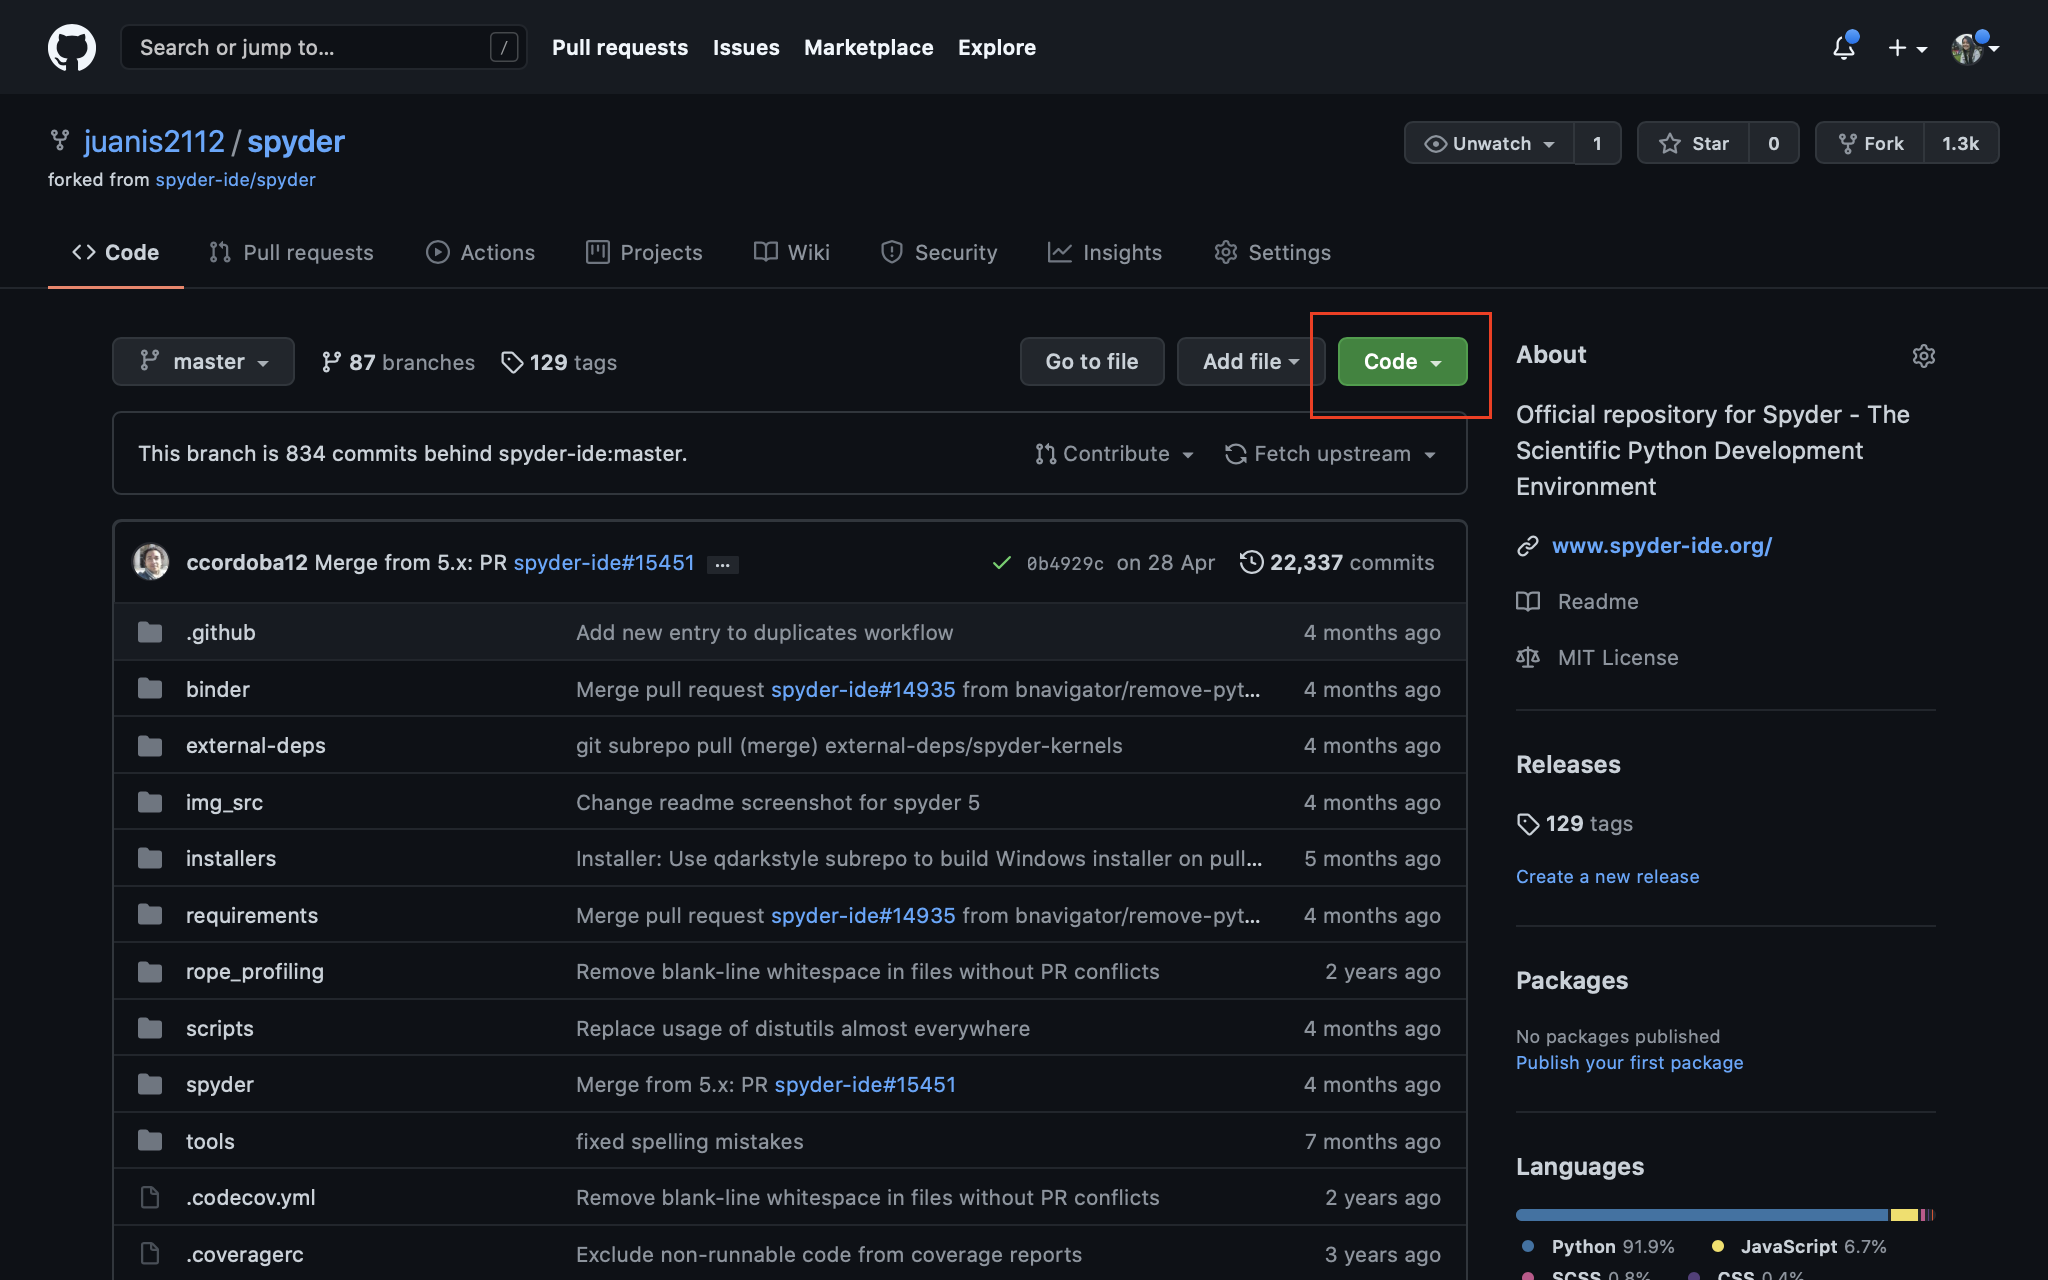 Search or jump to...
/
Pull requests
Issues
Marketplace
Explore
juanis2112 / spyder
forked from spyder-ide/spyder
Unwatch
1
Star
0
Fork
1.3k
Code
Pull requests
Actions
Projects
Wiki
Security
Insights
Settings
master
87 branches
129 tags
Go to file
Add file
Code
This branch is 834 commits behind spyder-ide:master.
Contribute
Fetch upstream
ccordoba12 Merge from 5.x: PR spyder-ide#15451 ...
0b4929c on 28 Apr
22,337 commits
.github Add new entry to duplicates workflow 4 months ago
binder Merge pull request spyder-ide#14935 from bnavigator/remove-pyt... 4 months ago
external-deps git subrepo pull (merge) external-deps/spyder-kernels 4 months ago
img_src Change readme screenshot for spyder 5 4 months ago
installers Installer: Use qdarkstyle subrepo to build Windows installer on pull... 5 months ago
requirements Merge pull request spyder-ide#14935 from bnavigator/remove-pyt... 4 months ago
rope_profiling Remove blank-line whitespace in files without PR conflicts 2 years ago
scripts Replace usage of distutils almost everywhere 4 months ago
spyder Merge from 5.x: PR spyder-ide#15451 4 months ago
tools fixed spelling mistakes 7 months ago
.codecov.yml Remove blank-line whitespace in files without PR conflicts 2 years ago
.coveragerc Exclude non-runnable code from coverage reports 3 years ago
About
Official repository for Spyder - The
Scientific Python Development
Environment
www.spyder-ide.org/
Readme
MIT License
Releases
129 tags
Create a new release
Packages
No packages published
Publish your first package
Languages
Python 91.9%
JavaScript 6.7%
SCSS 0.8%
CSS 0.4%